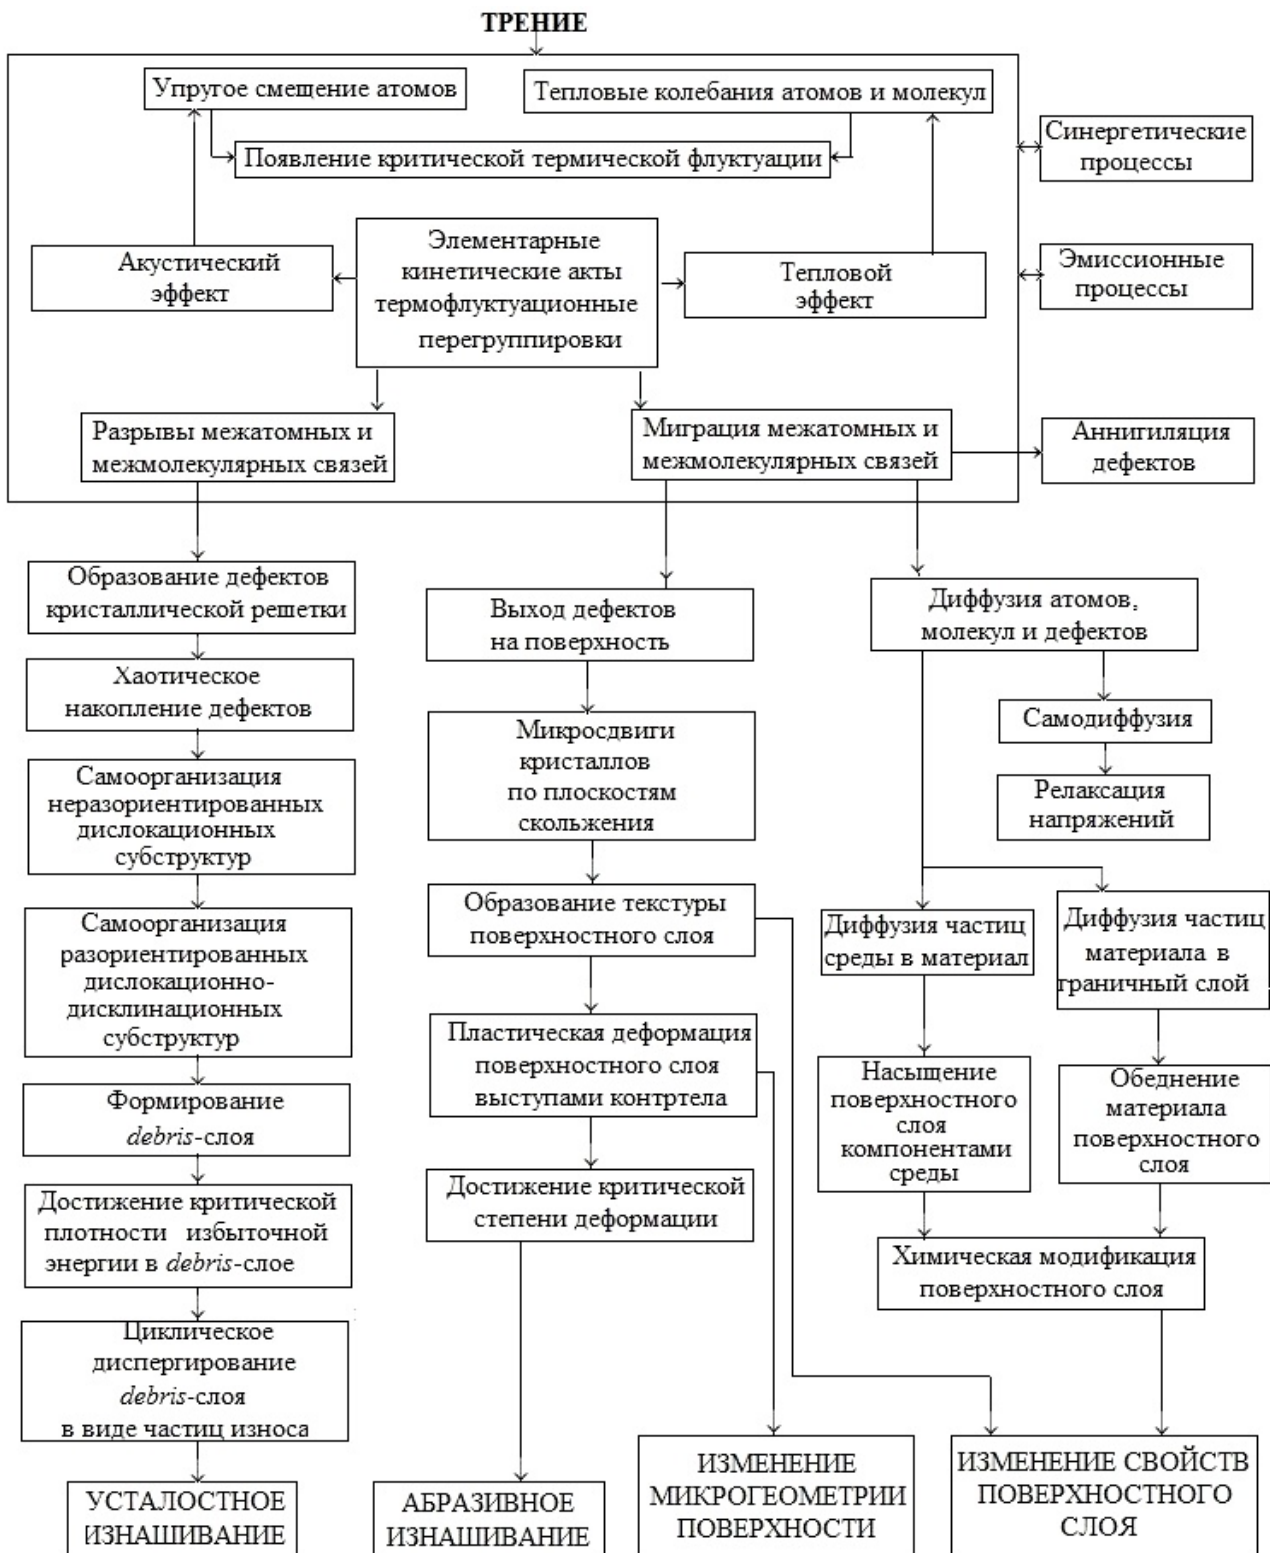 ТРЕНИЕ
Упругое смещение атомов
Тепловые колебания атомов и молекул
Появление критической термической флуктуации
Синергетические
процессы
Акустический
эффект
Элементарные
кинетические акты
термофлуктуационные
перегруппировки
Тепловой
эффект
Эмиссионные
процессы
Разрывы межатомных и
межмолекулярных связей
Миграция межатомных и
межмолекулярных связей
Аннигиляция
дефектов
Образование дефектов
кристаллической решетки
Выход дефектов
на поверхность
Диффузия атомов,
молекул и дефектов
Хаотическое
накопление дефектов
Микросдвиги
кристаллов
по плоскостям
скольжения
Самодиффузия
Самоорганизация
неразориентированных
дислокационных
субструктур
Релаксация
напряжений
Образование текстуры
поверхностного слоя
Самоорганизация
разориентированных
дислокационно-
дисклинационных
субструктур
Диффузия частиц
среды в материал
Диффузия частиц
материала в
граничный слой
Пластическая деформация
поверхностного слоя
выступами контртела
Насыщение
поверхностного
слоя
компонентами
среды
Обеднение
материала
поверхностного
слоя
Формирование
debris-слоя
Достижение критической
степени деформации
Достижение критической
плотности избыточной
энергии в debris-слое
Химическая модификация
поверхностного слоя
Циклическое
диспергирование
debris-слоя
в виде частиц износа
УСТАЛОСТНОЕ
ИЗНАШИВАНИЕ
АБРАЗИВНОЕ
ИЗНАШИВАНИЕ
ИЗМЕНЕНИЕ
МИКРОГЕОМЕТРИИ
ПОВЕРХНОСТИ
ИЗМЕНЕНИЕ СВОЙСТВ
ПОВЕРХНОСТНОГО
СЛОЯ